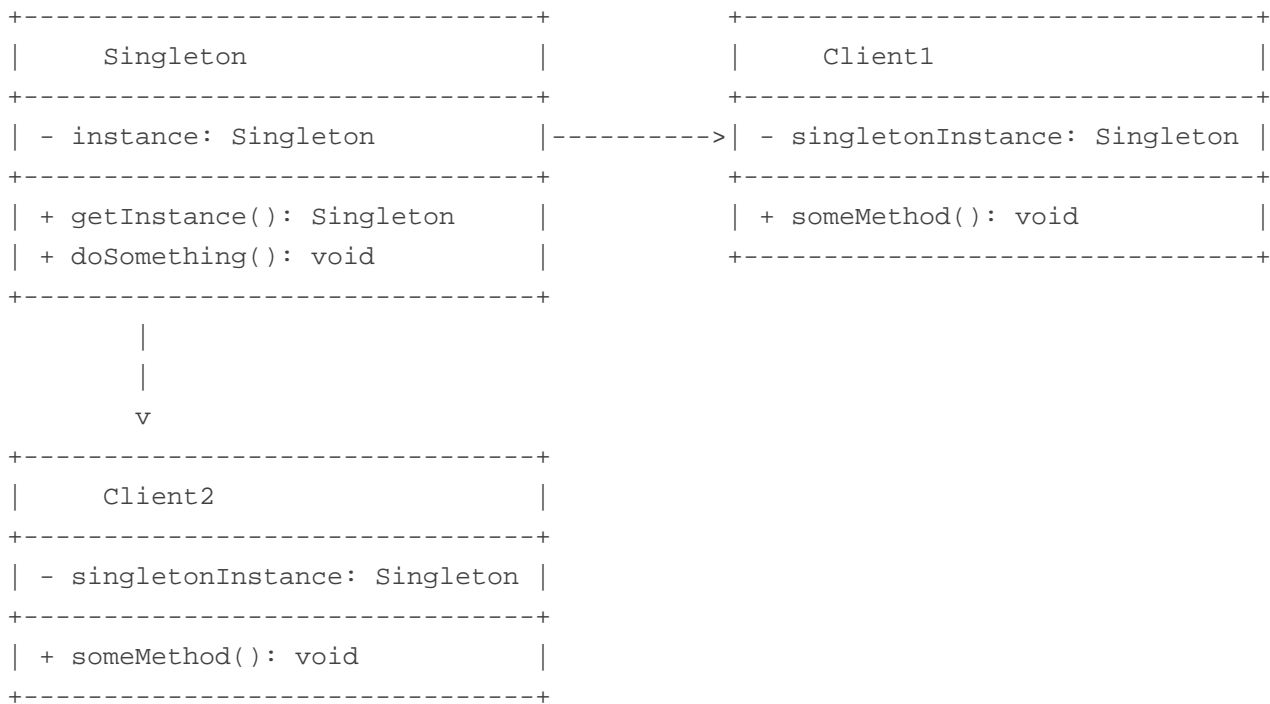 +--------------------------------+           +--------------------------------+
|     Singleton                  |           |     Client1                    |
+--------------------------------+           +--------------------------------+
| - instance: Singleton          |---------->| - singletonInstance: Singleton |
+--------------------------------+           +--------------------------------+
| + getInstance(): Singleton     |           | + someMethod(): void           |
| + doSomething(): void          |           +--------------------------------+
+--------------------------------+
        |
        |
        v
+--------------------------------+
|     Client2                    |
+--------------------------------+
| - singletonInstance: Singleton |
+--------------------------------+
| + someMethod(): void           |
+--------------------------------+